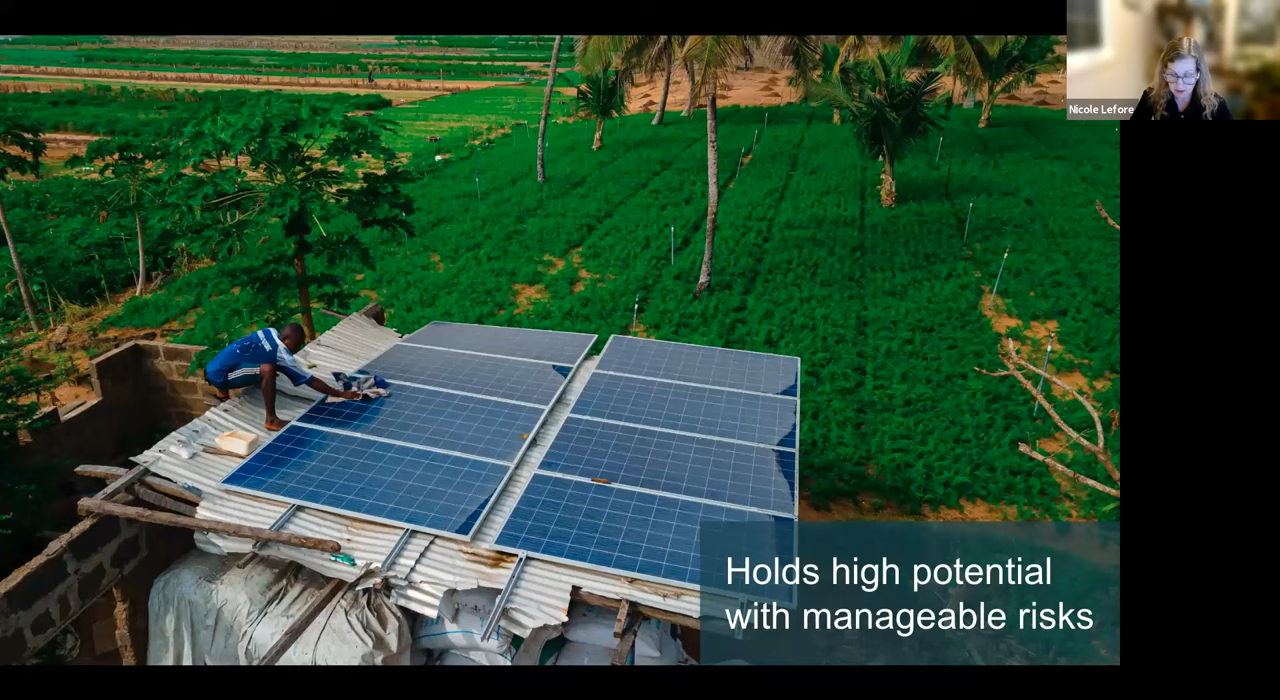 Nicole Lefore
Holds high potential
with manageable risks